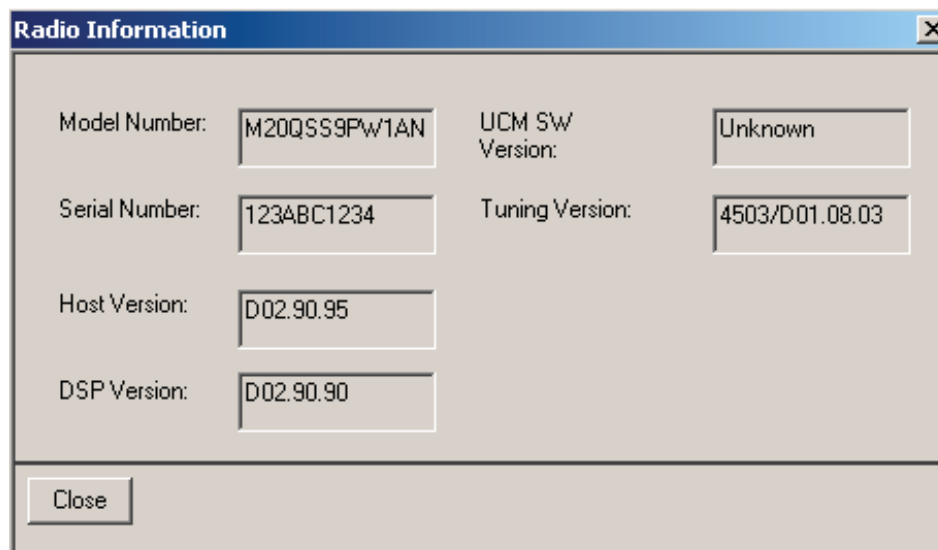 Radio Information
Model Number: M20QSS9PW1AN
UCM SW
Version: Unknown
Serial Number: 123ABC1234
Tuning Version: 4503/D01.08.03
Host Version: D02.90.95
DSP Version: D02.90.90
Close